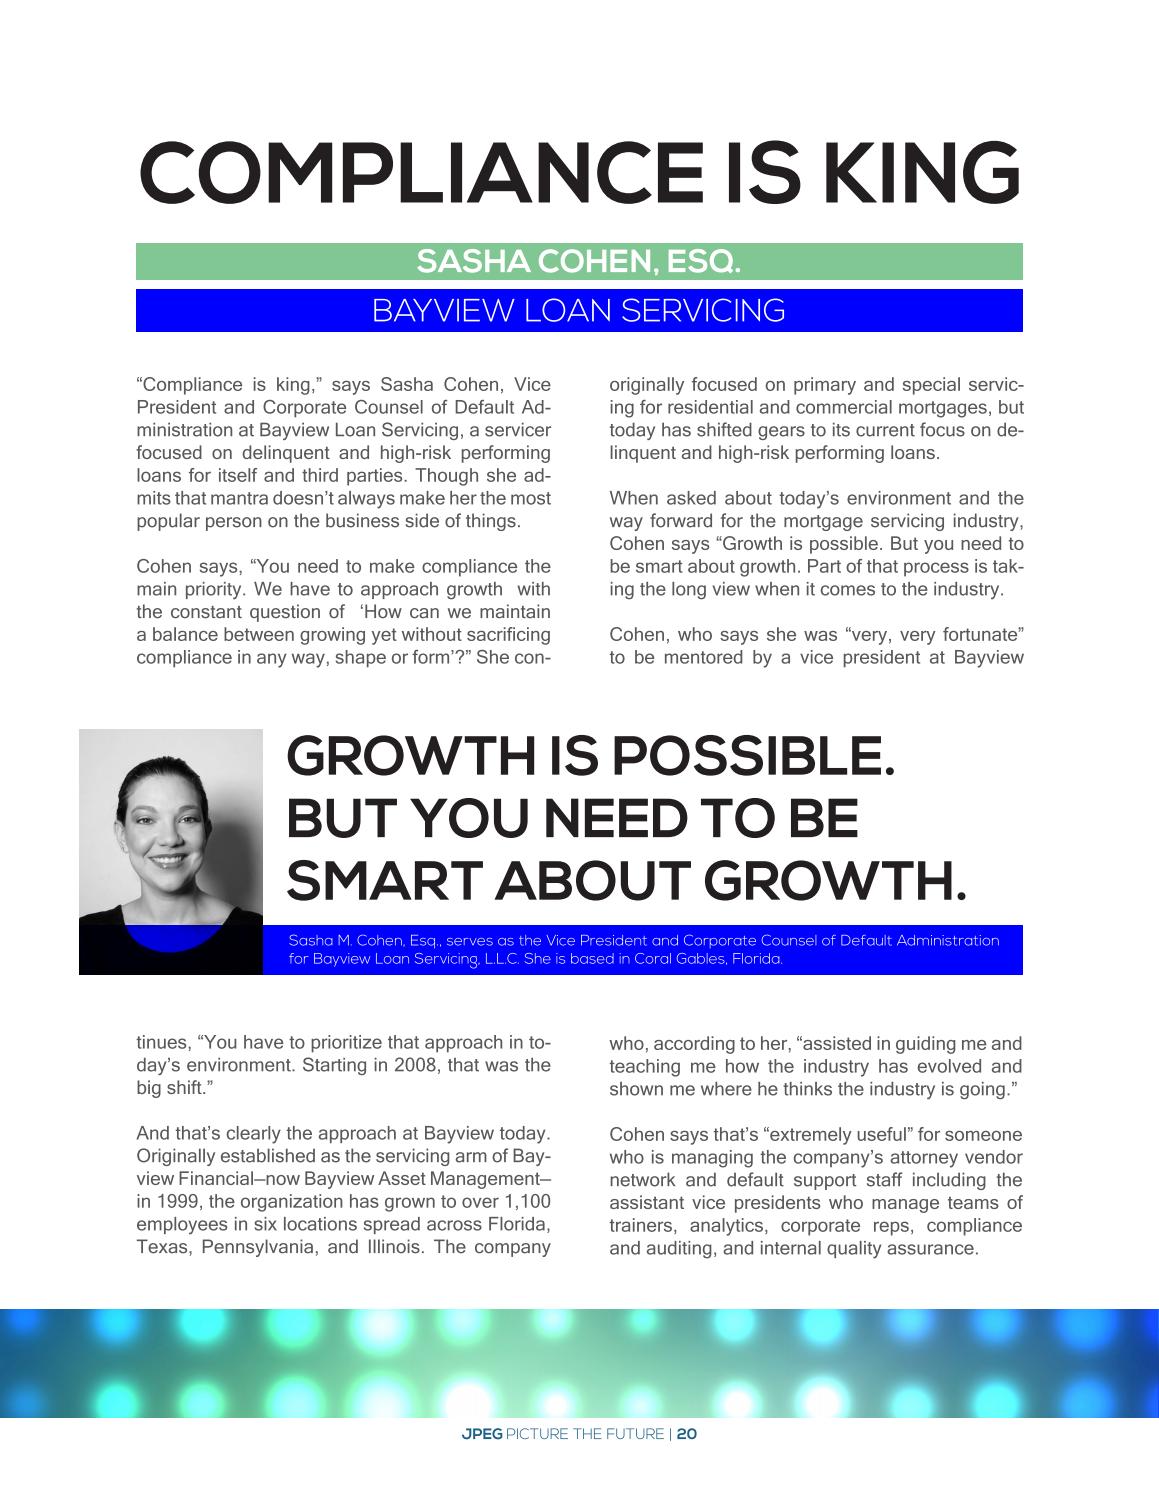 COMPLIANCE IS KING
SASHA COHEN, ESQ.
BAYVIEW LOAN SERVICING
“Compliance is king,” says Sasha Cohen, Vice
President and Corporate Counsel of Default Ad-
ministration at Bayview Loan Servicing, a servicer
focused on delinquent and high-risk performing
loans for itself and third parties. Though she ad-
mits that mantra doesn’t always make her the most
popular person on the business side of things.
Cohen says, “You need to make compliance the
main priority. We have to approach growth  with
the constant question of  ‘How can we maintain
a balance between growing yet without sacrificing
compliance in any way, shape or form’?” She con-
originally focused on primary and special servic-
ing for residential and commercial mortgages, but
today has shifted gears to its current focus on de-
linquent and high-risk performing loans.
When asked about today’s environment and the
way forward for the mortgage servicing industry,
Cohen says “Growth is possible. But you need to
be smart about growth. Part of that process is tak-
ing the long view when it comes to the industry.
Cohen, who says she was “very, very fortunate”
to be mentored by a vice president at Bayview
GROWTH IS POSSIBLE.
BUT YOU NEED TO BE
SMART ABOUT GROWTH.
Sasha M. Cohen, Esq., serves as the Vice President and Corporate Counsel of Default Administration
for Bayview Loan Servicing, L.L.C. She is based in Coral Gables, Florida.
tinues, “You have to prioritize that approach in to-
day’s environment. Starting in 2008, that was the
big shift.”
And that’s clearly the approach at Bayview today.
Originally established as the servicing arm of Bay-
view Financial—now Bayview Asset Management—
in 1999, the organization has grown to over 1,100
employees in six locations spread across Florida,
Texas, Pennsylvania, and Illinois. The company
who, according to her, “assisted in guiding me and
teaching me how the industry has evolved and
shown me where he thinks the industry is going.”
Cohen says that’s “extremely useful” for someone
who is managing the company’s attorney vendor
network and default support staff including the
assistant vice presidents who manage teams of
trainers, analytics, corporate reps, compliance
and auditing, and internal quality assurance.
JPEG PICTURE THE FUTURE | 20